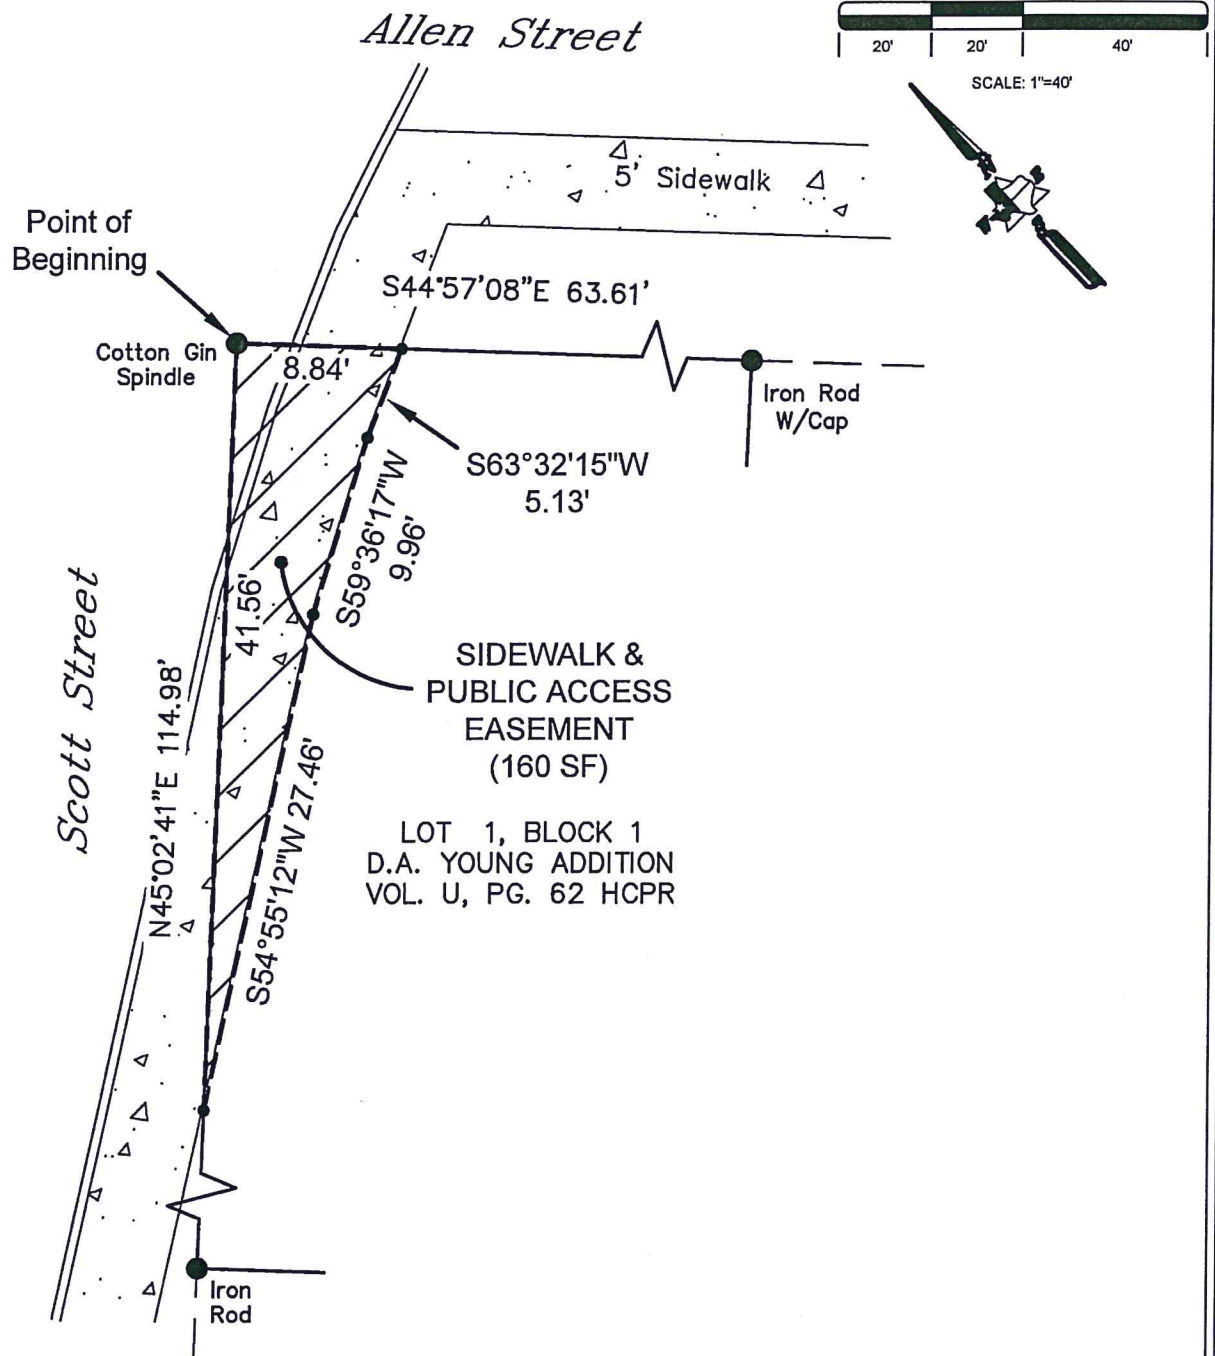 Allen Street
20'
20'
40'
SCALE: 1"=40'
5' Sidewalk
Point of
Beginning
S44°57'08"E 63.61'
Cotton Gin
Spindle
8.84'
Iron Rod
W/Cap
S63°32'15"W
5.13'
S59°36'17"W
9.96'
41.56'
Scott Street
N45°02'41"E 114.98'
SIDEWALK &
PUBLIC ACCESS
EASEMENT
(160 SF)
S54°55'12"W 27.46'
LOT 1, BLOCK 1
D.A. YOUNG ADDITION
VOL. U, PG. 62 HCPR
Iron
Rod